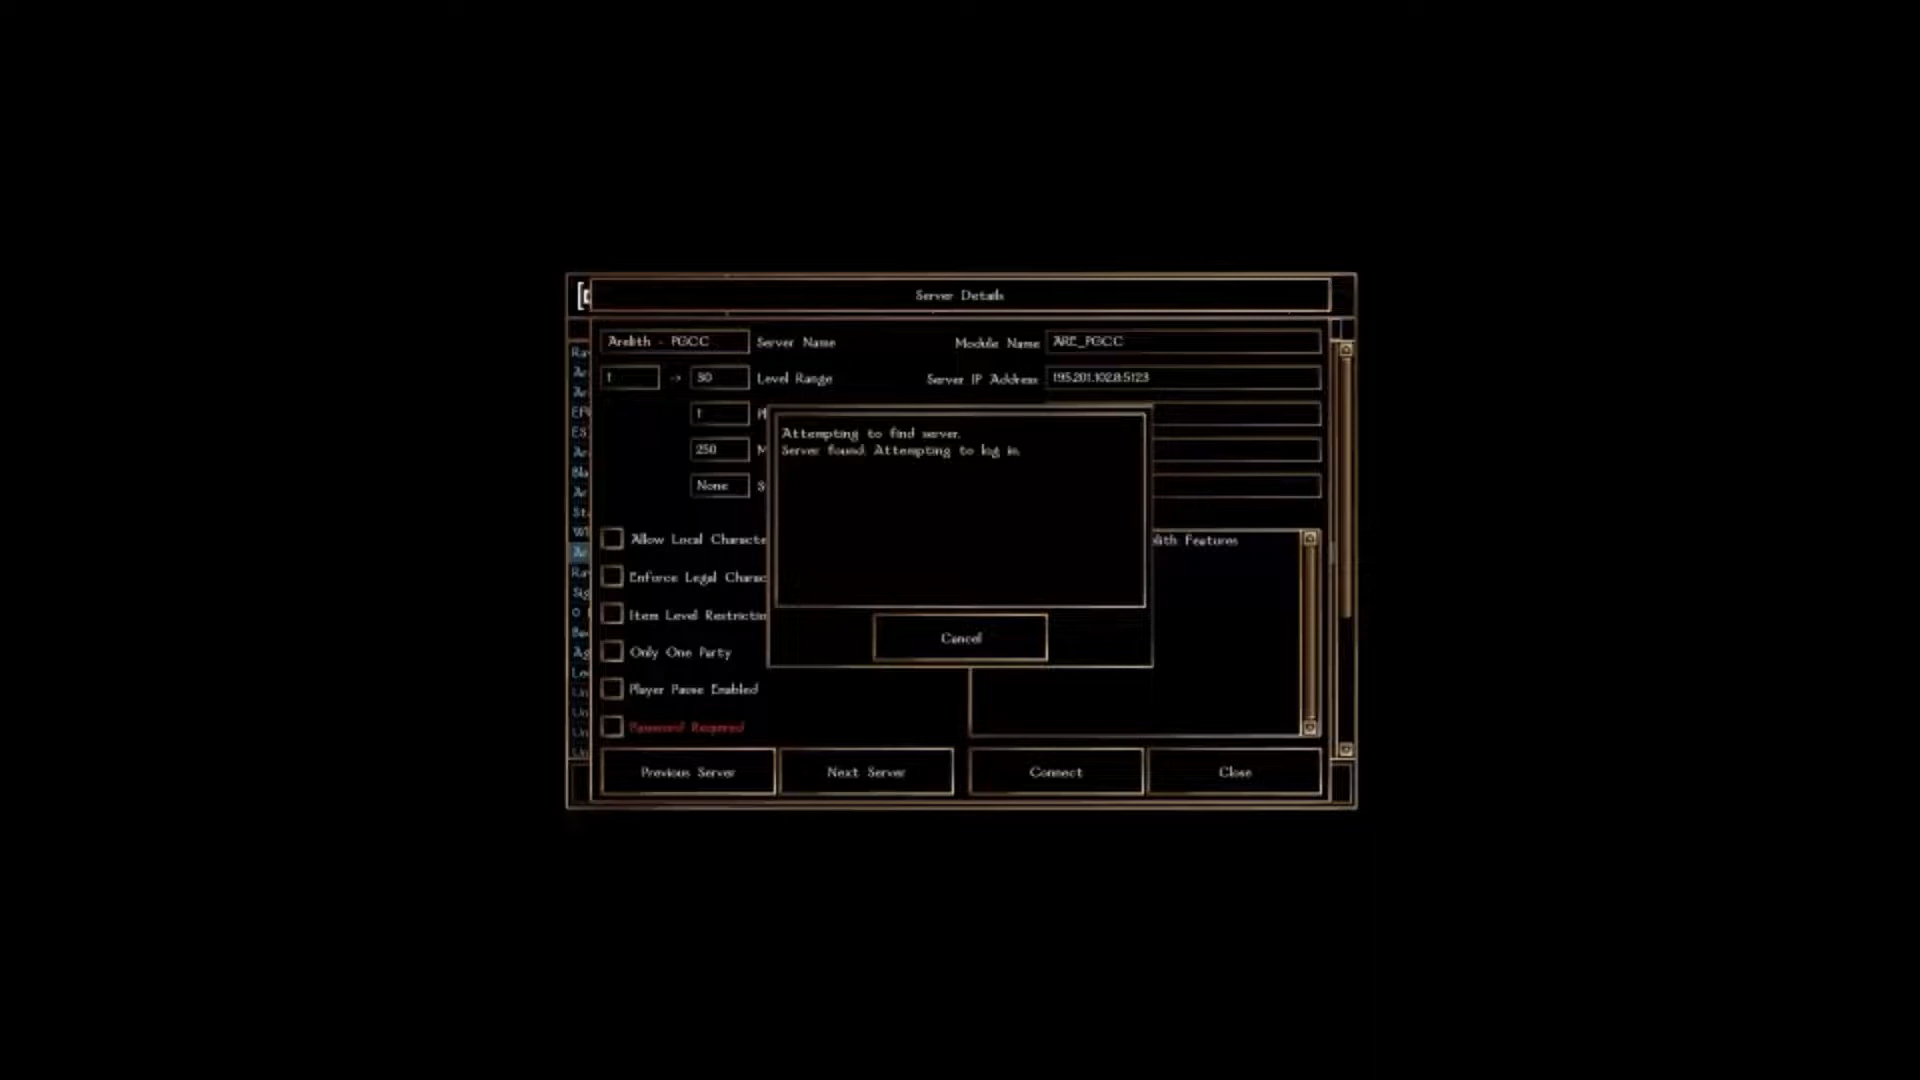 Server Details
Arelith - PGCC Server Name Module Name ARE_PGCC
1 -> 30 Level Range Server IP Address 195.201.102.8:5123
1
250
None
Attempting to find server.
Server found. Attempting to log in.
Cancel
Allow Local Characte
Enforce Legal Charac
Item Level Restrictio
Only One Party
Player Pause Enabled
Password Required
lith Features
Previous Server Next Server Connect Close